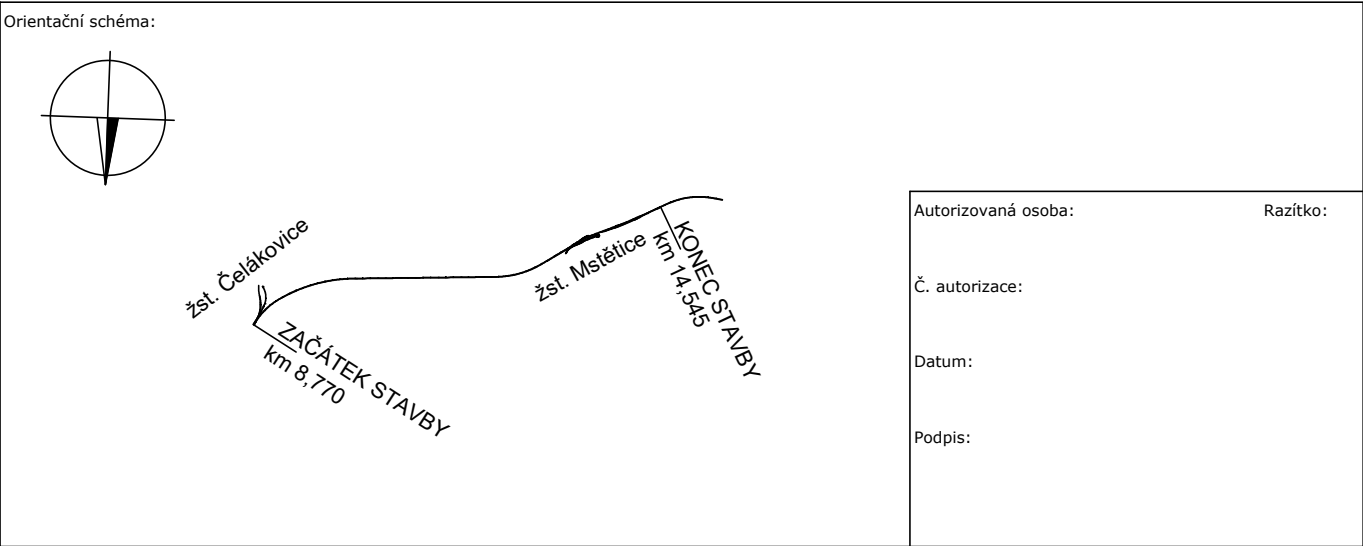 Orientační schéma:
žst. Čelákovice
ZAČÁTEK STAVBY
km 8,770
žst. Mstětice
KONEC STAVBY
km 14,545
Autorizovaná osoba:
Razítko:
Č. autorizace:
Datum:
Podpis: